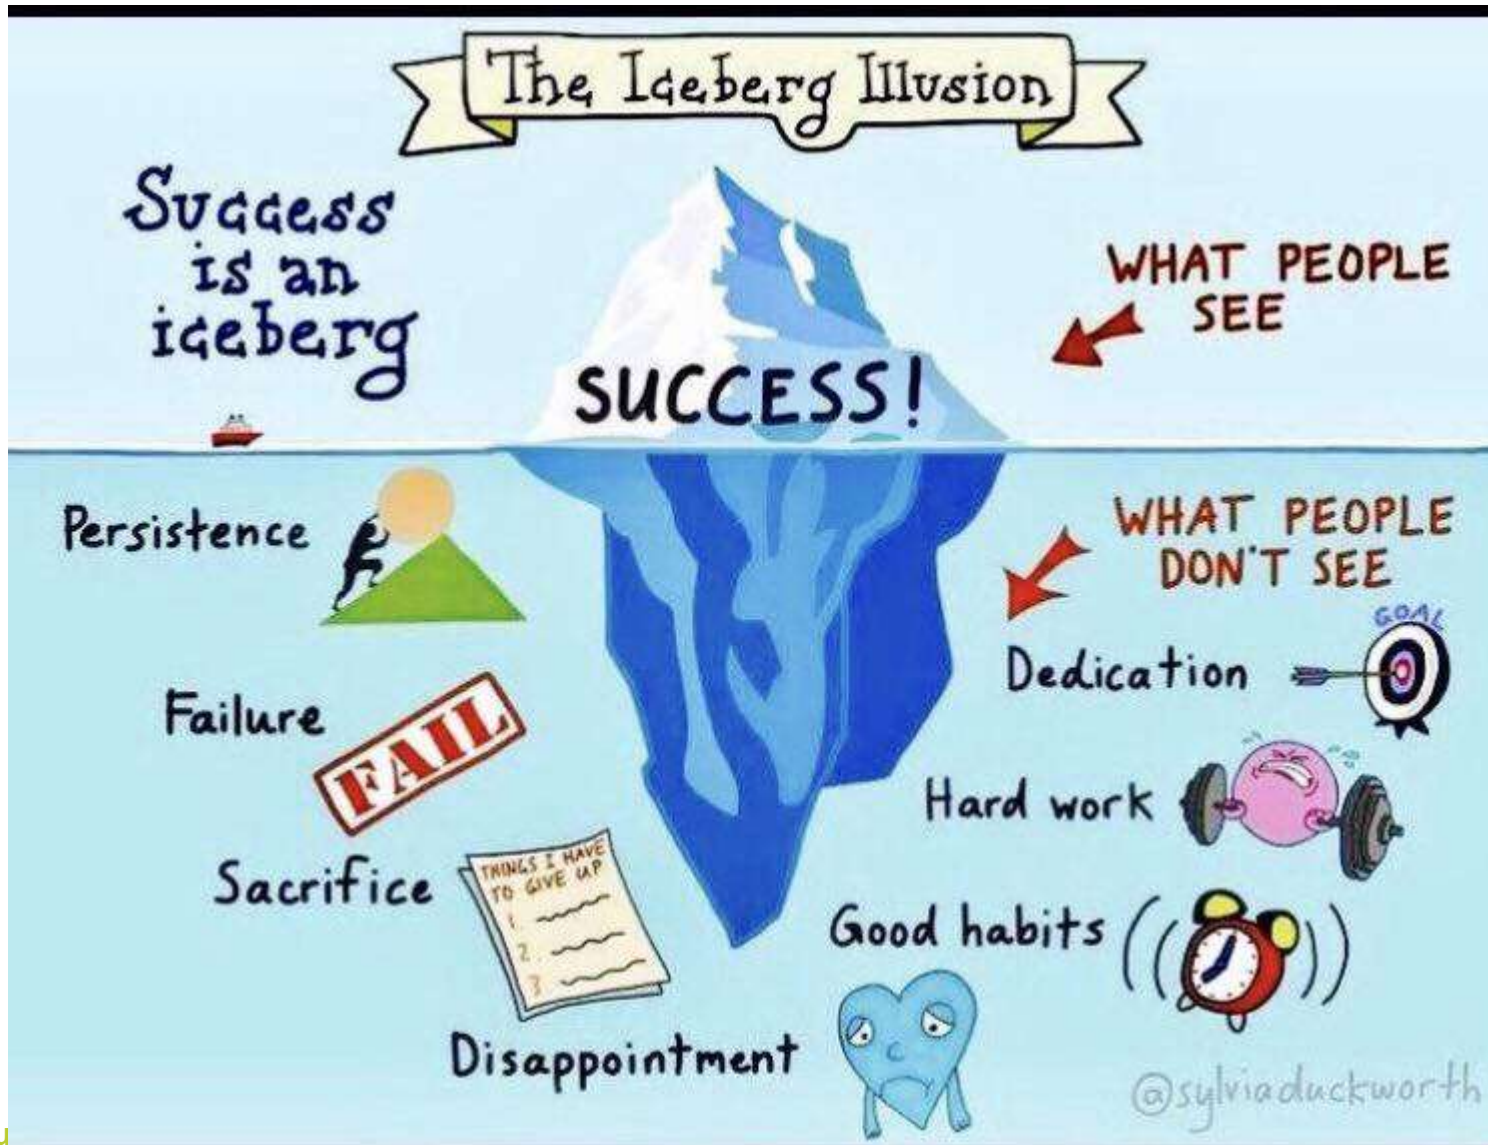 The Iceberg Illusion
Success
is an
iceberg
WHAT PEOPLE
SEE
SUCCESS!
Persistence
WHAT PEOPLE
DON'T SEE
GOAL
Dedication
Failure
FAIL
Hard work
Sacrifice
THINGS I HAVE
TO GIVE UP
1.
2.
3
Good habits
Disappointment
@sylviaduckworth